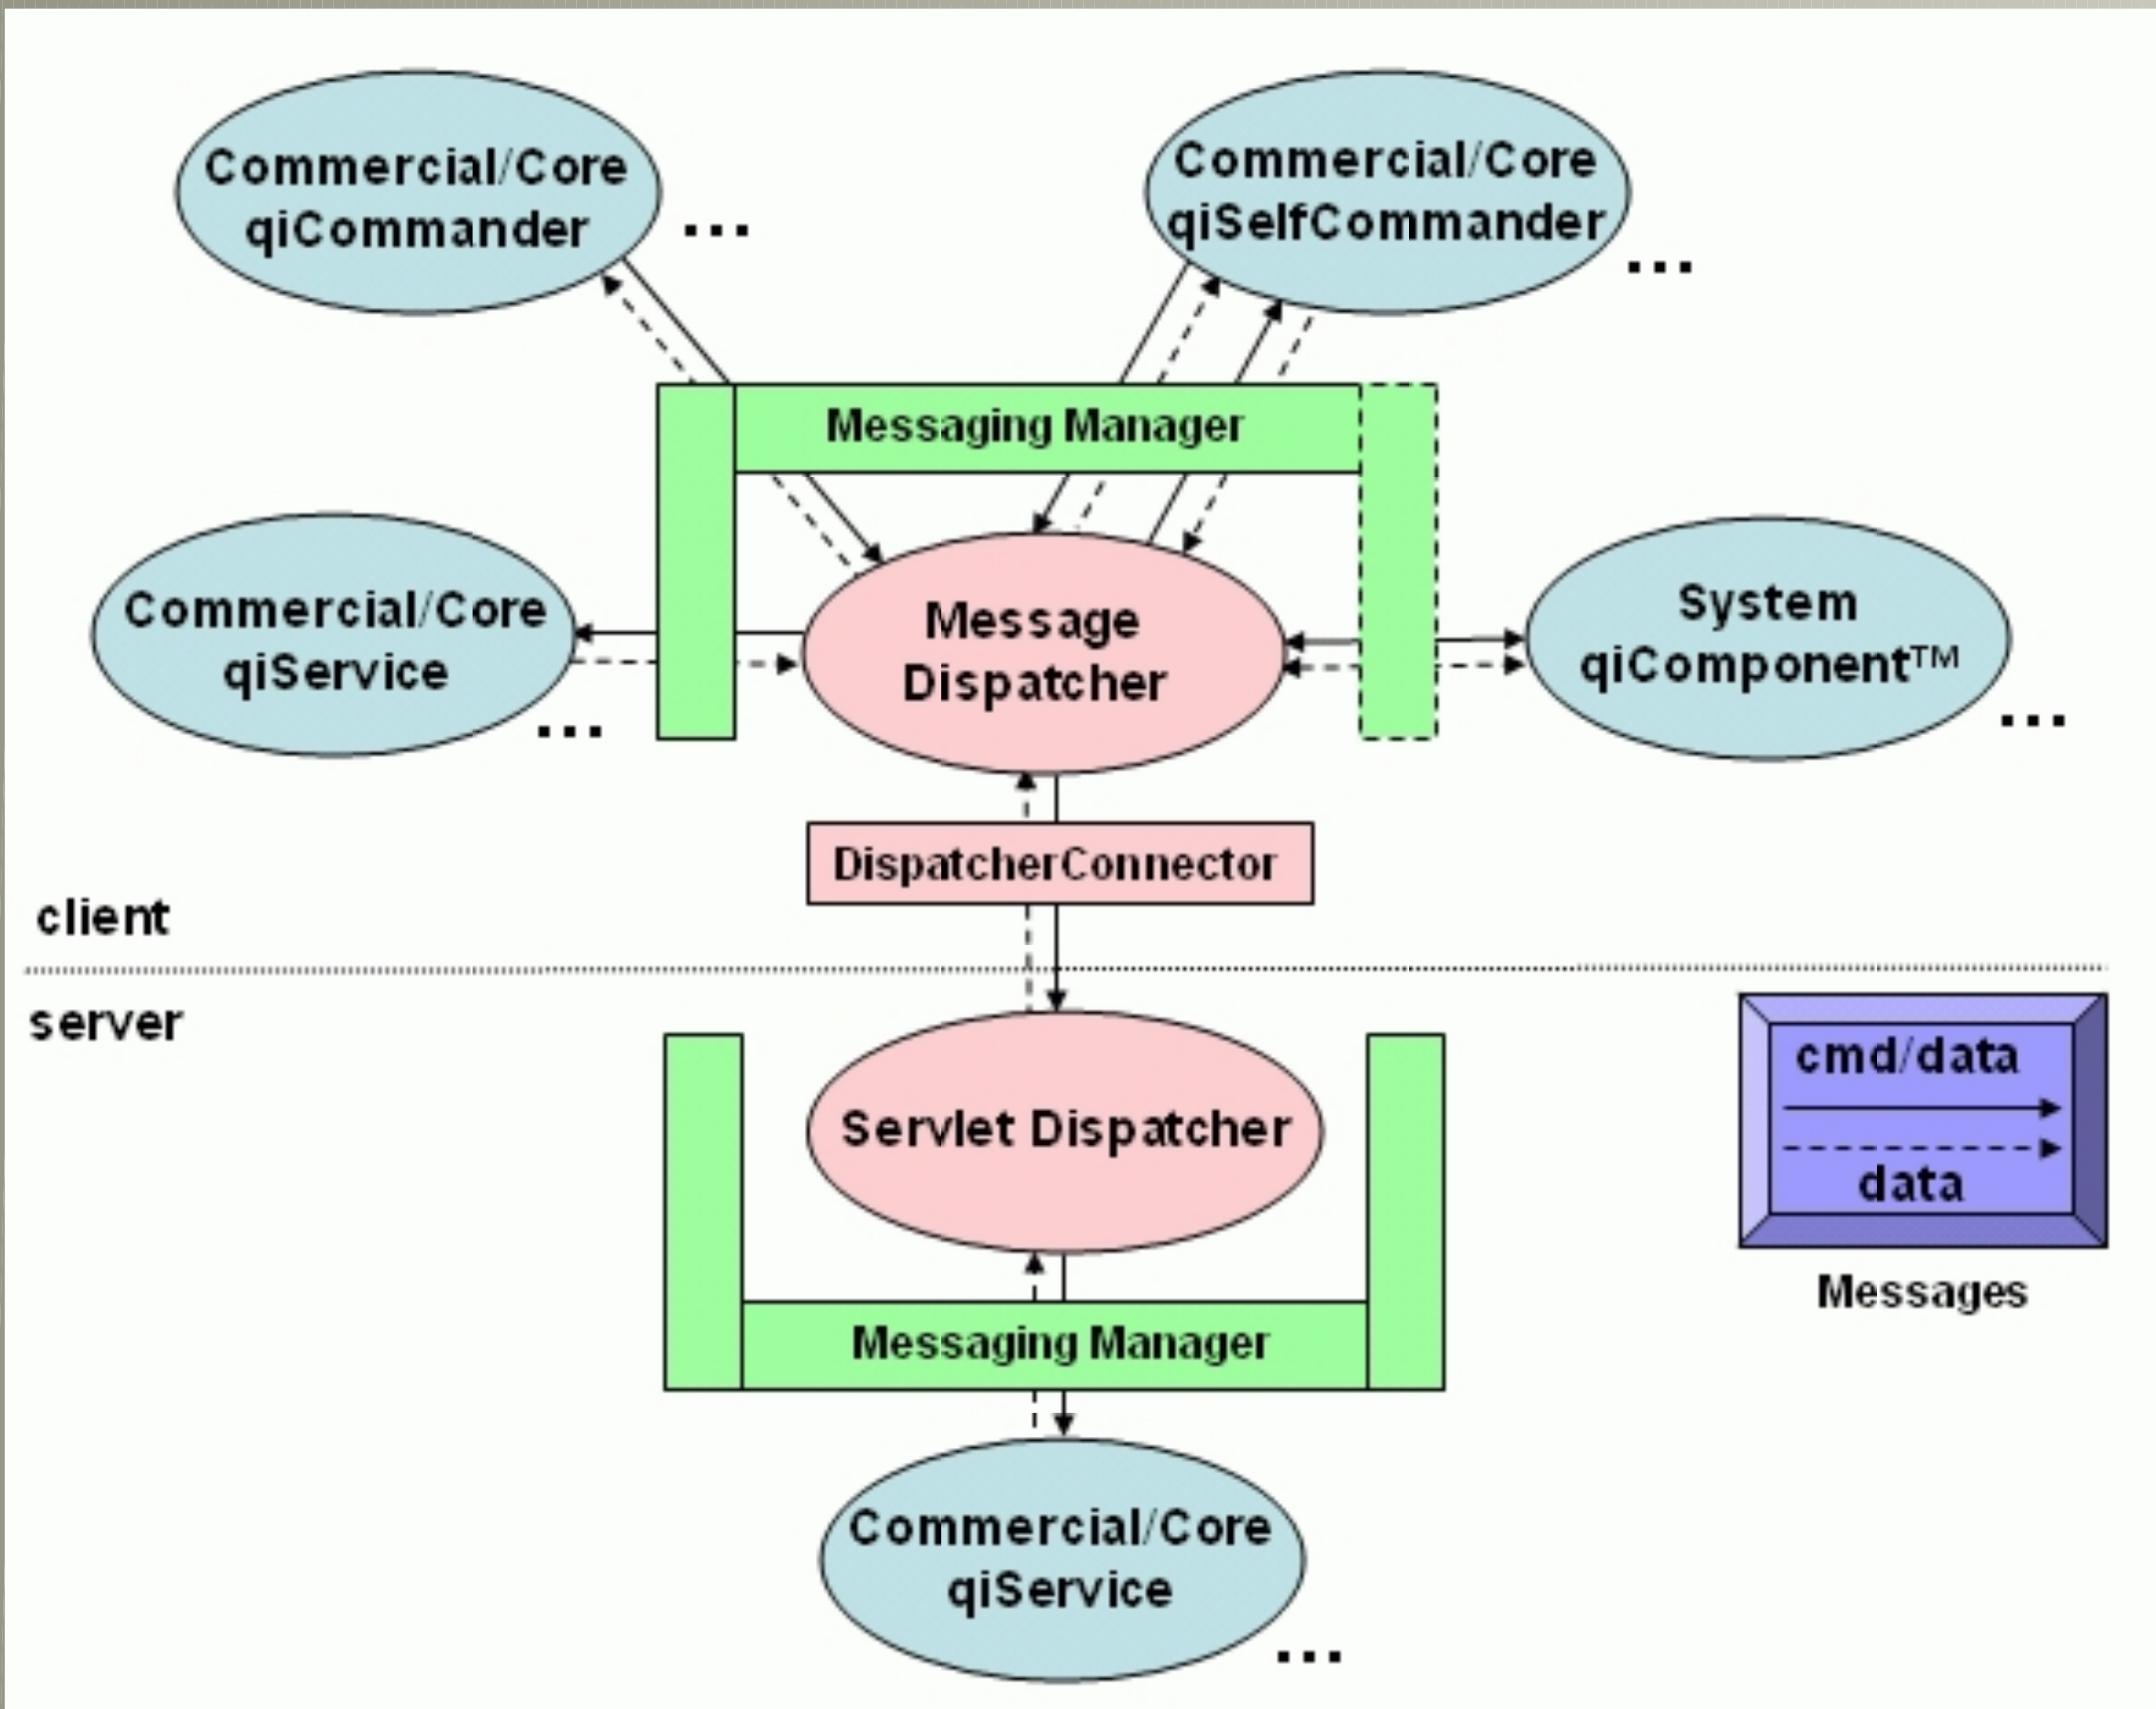 Commercial/Core
qiCommander
...
Commercial/Core
qiSelfCommander
...
Messaging Manager
Commercial/Core
qiService
...
Message
Dispatcher
System
qiComponent™
...
DispatcherConnector
client
server
Servlet Dispatcher
cmd/data
data
Messages
Messaging Manager
Commercial/Core
qiService
...